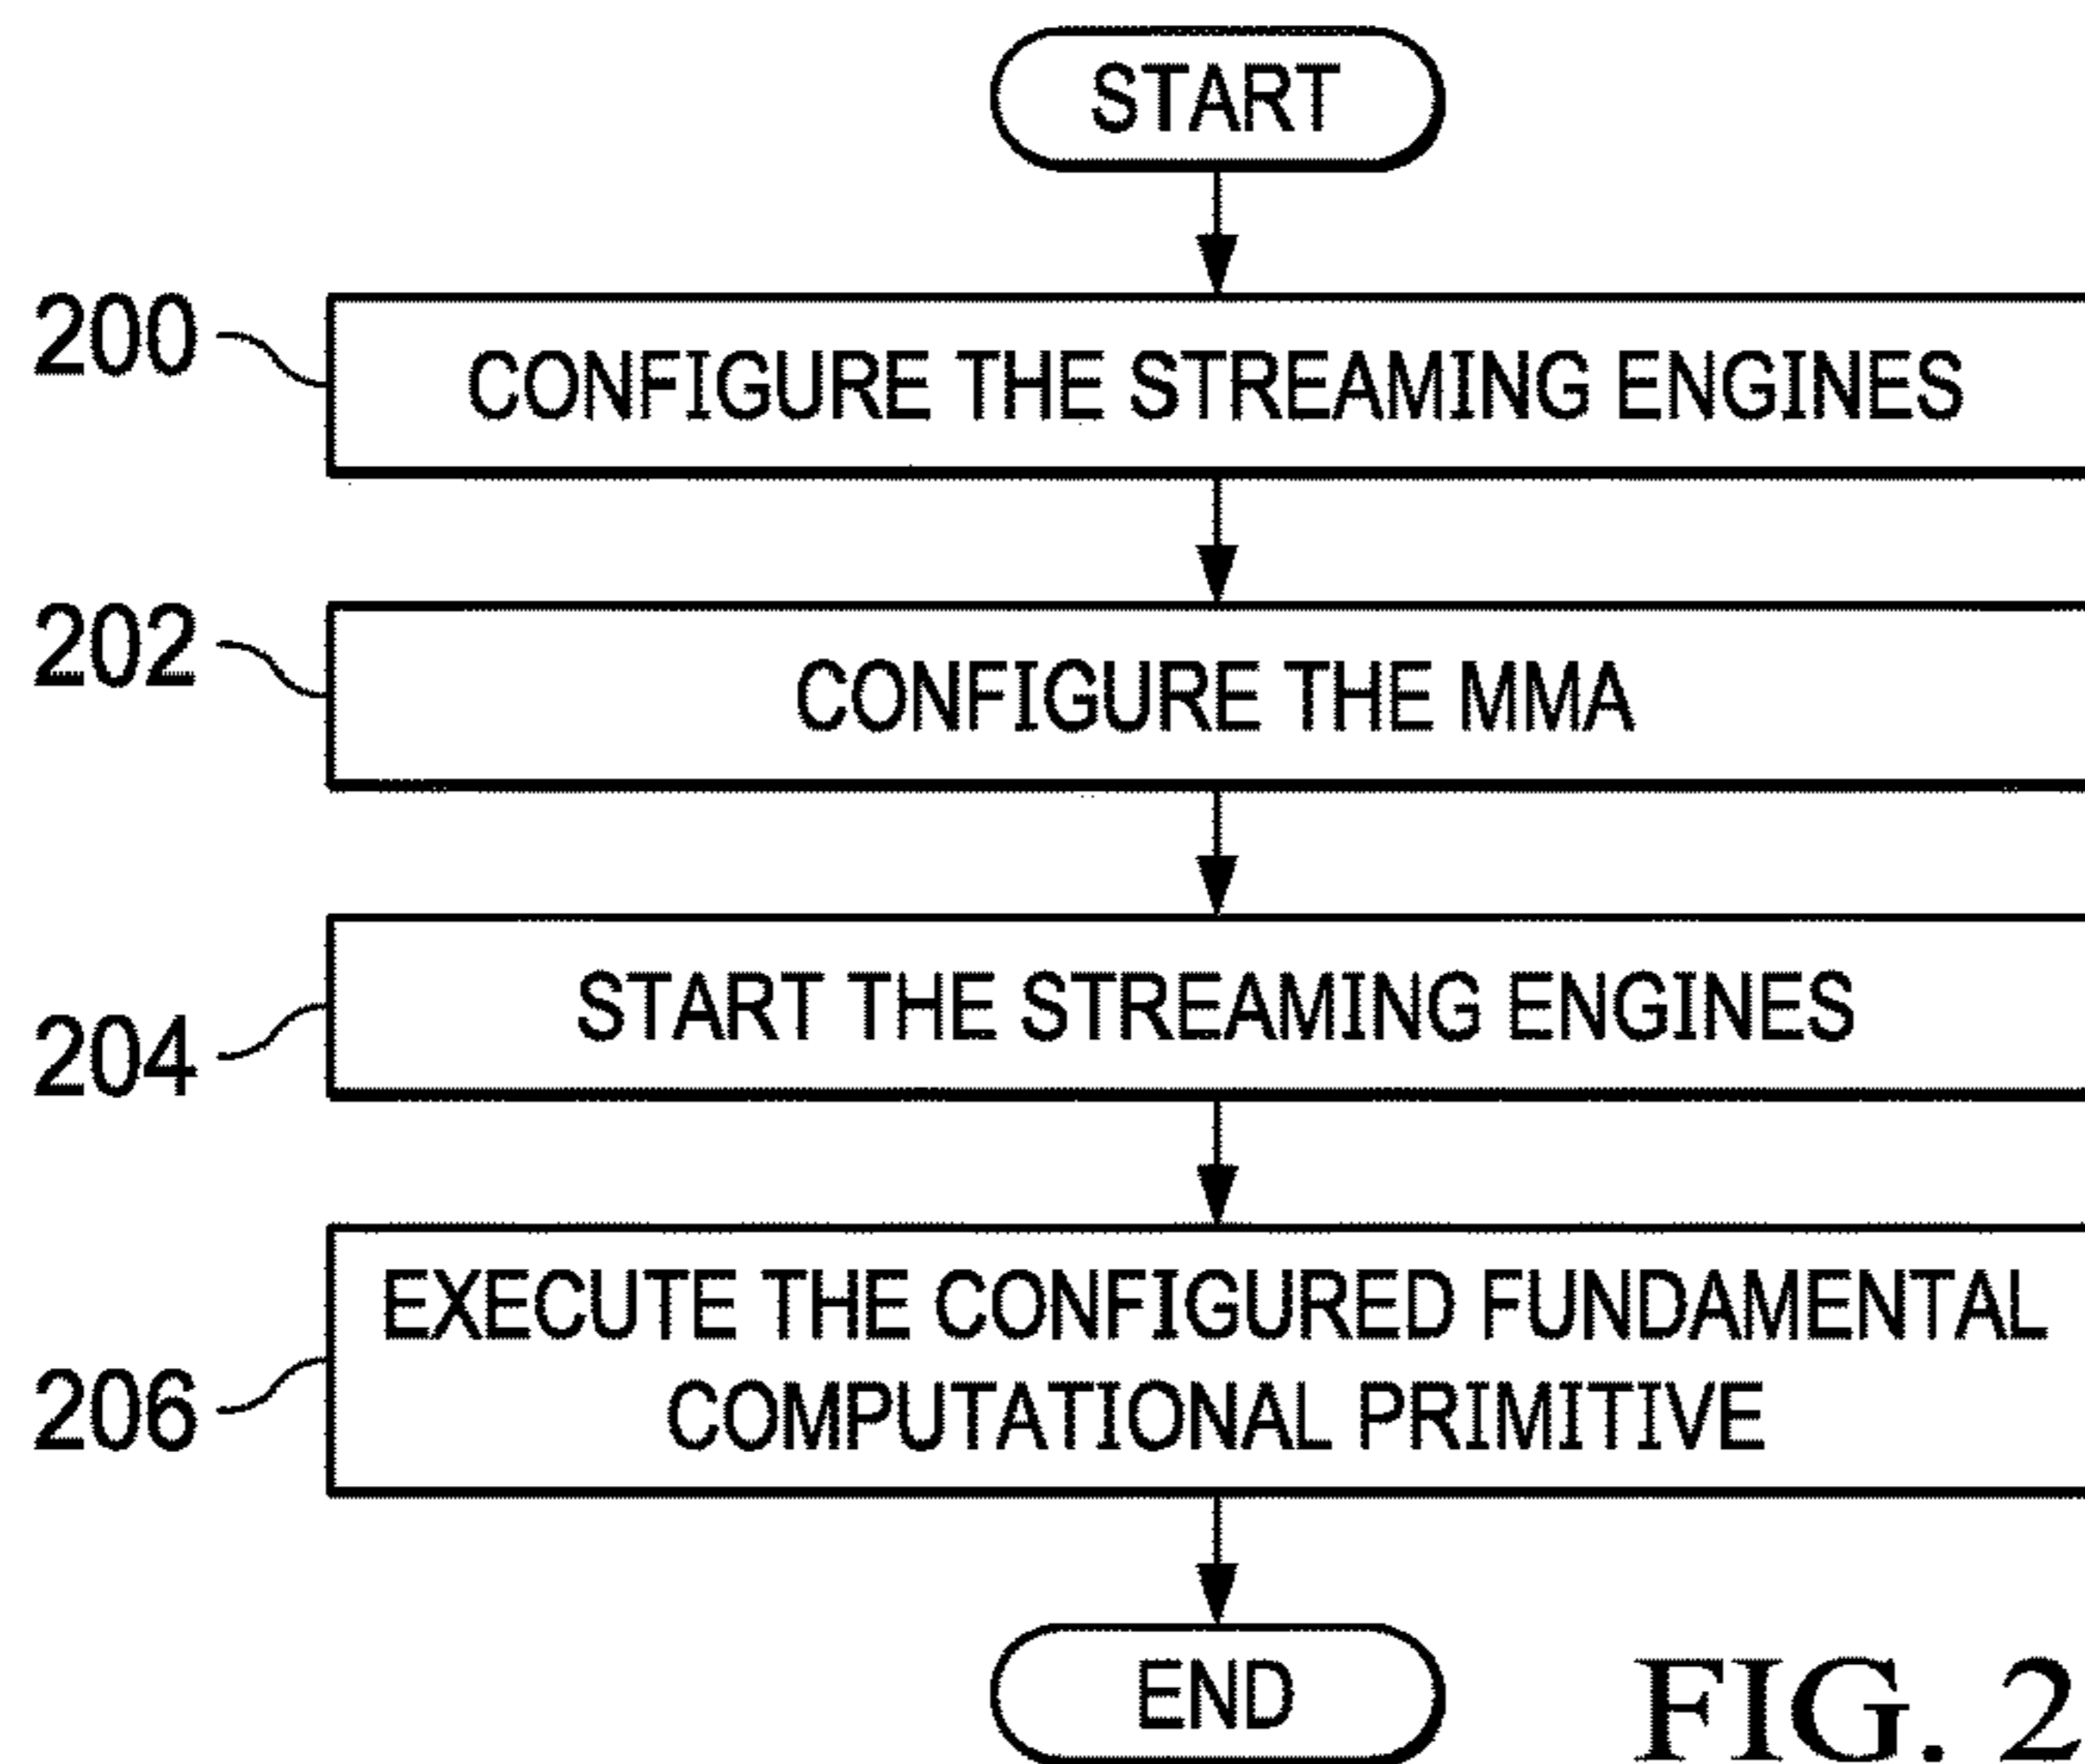 START
200
CONFIGURE THE STREAMING ENGINES
202
CONFIGURE THE MMA
204
START THE STREAMING ENGINES
206
EXECUTE THE CONFIGURED FUNDAMENTAL
COMPUTATIONAL PRIMITIVE
END
FIG. 2